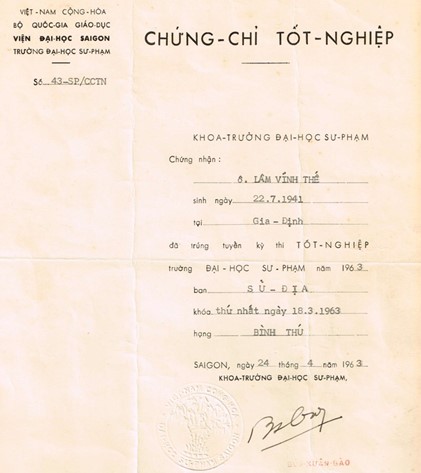 VIỆT-NAM CỘNG-HÒA
BỘ QUỐC-GIA GIÁO-DỤC
VIỆN ĐẠI-HỌC SAIGON
TRƯỜNG ĐẠI-HỌC SƯ-PHẠM
Số 43-SP/CCTN
CHỨNG-CHỈ TỐT-NGHIỆP
KHOA-TRƯỞNG ĐẠI-HỌC SƯ-PHẠM
Chứng nhận :
Ô. LÂM VĨNH THẾ
sinh ngày 22.7.1941
tại Gia-Định
đã trúng tuyển kỳ thi TỐT-NGHIỆP
trường ĐẠI-HỌC SƯ-PHẠM năm 1963
ban SỬ-ĐỊA
khóa thứ nhất ngày 18.3.1963
hạng BÌNH THỨ
SAIGON, ngày 24 tháng 4 năm 1963
KHOA-TRƯỞNG ĐẠI-HỌC SƯ-PHẠM,